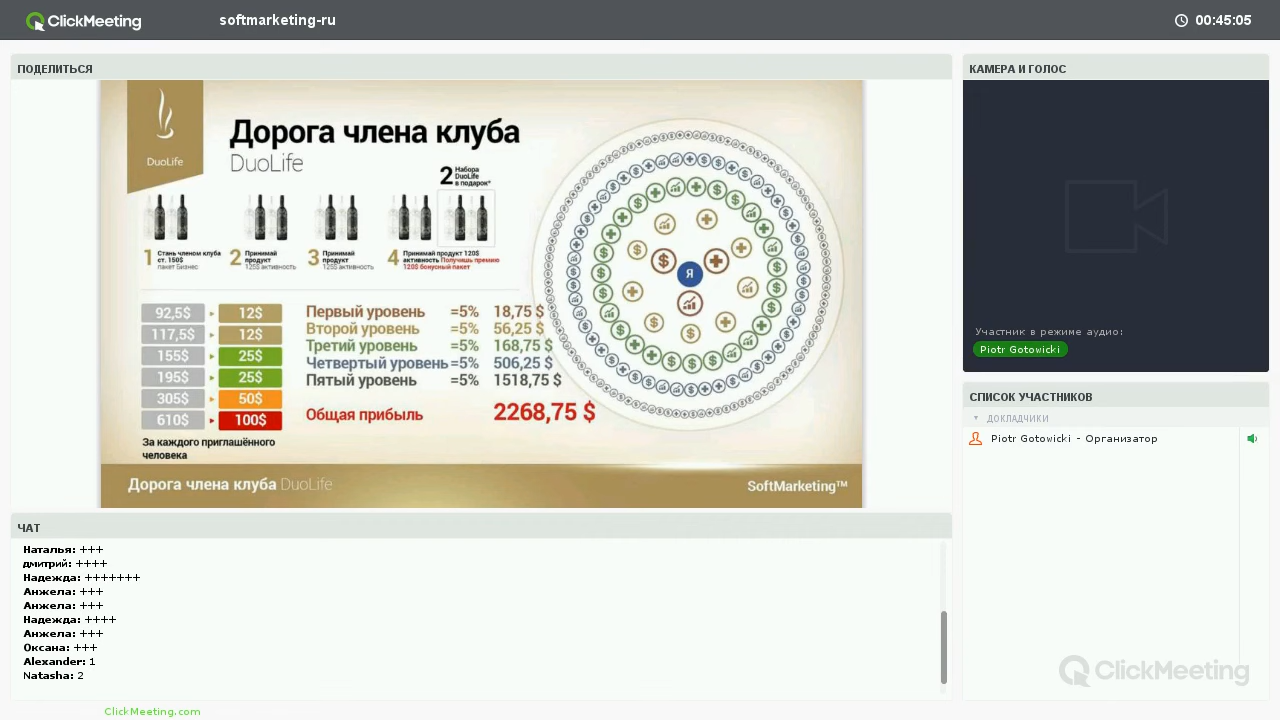 ClickMeeting
softmarketing-ru
00:45:05
ПОДЕЛИТЬСЯ
DuoLife
Дорога члена клуба
DuoLife
2 Набора
DuoLife
в подарок*
1 Стань членом клуба
ст. 150$
пакет Бизнес
2 Принимай
продукт
125$ активность
3 Принимай
продукт
125$ активность
4 Принимай продукт 120$
активность Получишь премию
120$ бонусный пакет
92,5$ 12$
117,5$ 12$
155$ 25$
195$ 25$
305$ 50$
610$ 100$
За каждого приглашённого
человека
Первый уровень =5% 18,75 $
Второй уровень =5% 56,25 $
Третий уровень =5% 168,75 $
Четвертый уровень =5% 506,25 $
Пятый уровень =5% 1518,75 $
Общая прибыль 2268,75 $
Я
Дорога члена клуба DuoLife
SoftMarketing™
КАМЕРА И ГОЛОС
Участник в режиме аудио:
Piotr Gotowicki
СПИСОК УЧАСТНИКОВ
ДОКЛАДЧИКИ
Piotr Gotowicki - Организатор
ЧАТ
Наталья: +++
дмитрий: ++++
Надежда: +++++++
Анжела: +++
Анжела: +++
Надежда: ++++
Анжела: +++
Оксана: +++
Alexander: 1
Natasha: 2
ClickMeeting
ClickMeeting.com